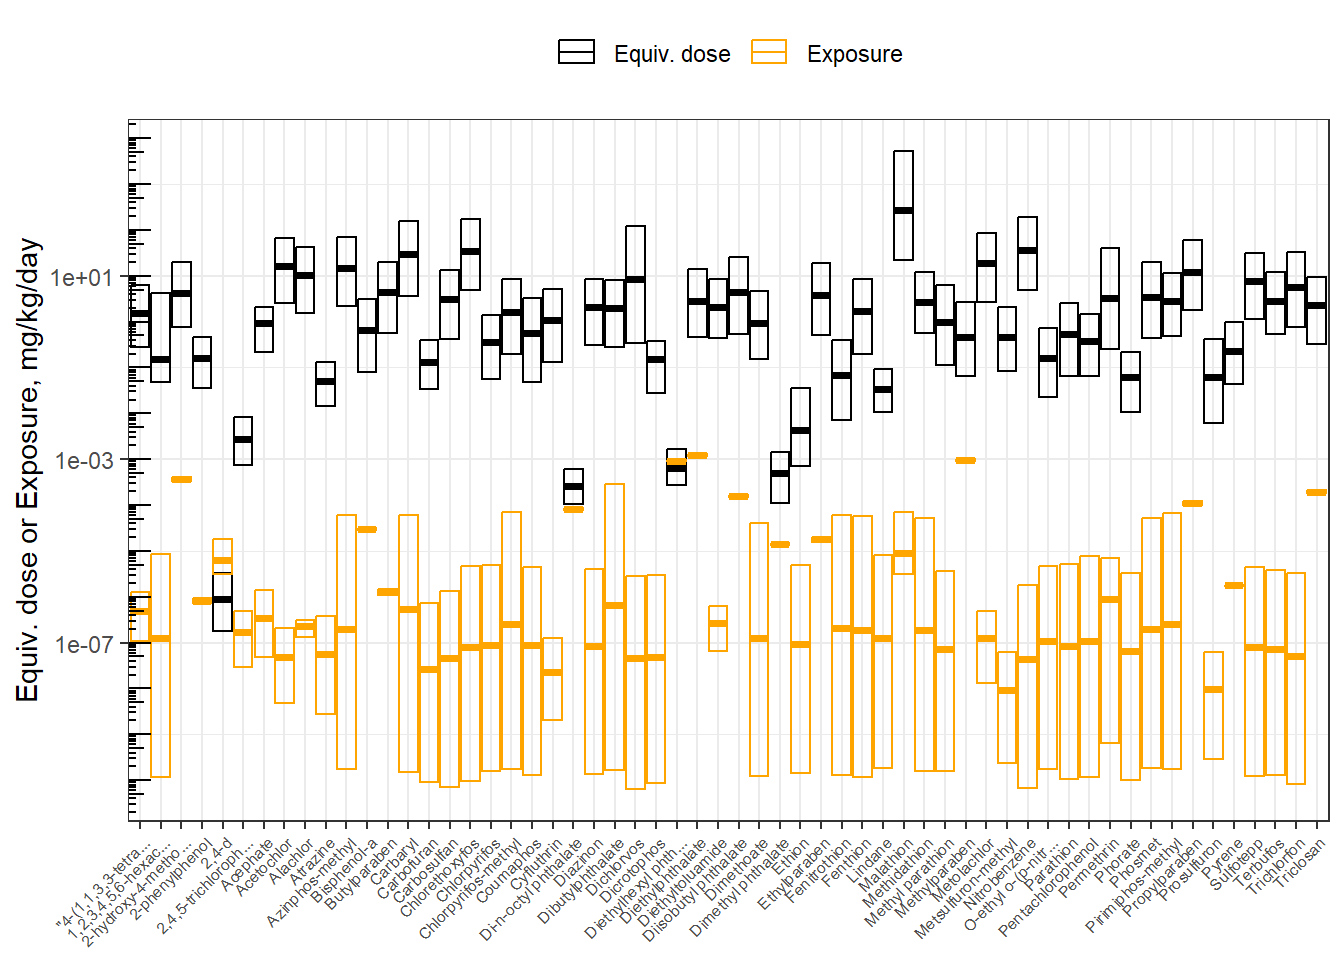 Equiv. dose
Exposure
Equiv. dose or Exposure, mg/kg/day
1e+01
1e-03
1e-07
"4-(1,1,3,3-tetra...
1,2,3,4,5,6-hexac...
2-hydroxy-4-metho...
2-phenylphenol
2,4-d
2,4,5-trichloroph...
Acephate
Acetochlor
Alachlor
Atrazine
Azinphos-methyl
Bisphenol-a
Butylparaben
Carbaryl
Carbofuran
Carbosulfan
Chlorethoxyfos
Chlorpyrifos
Chlorpyrifos-methyl
Coumaphos
Cyfluthrin
Di-n-octyl phthalate
Diazinon
Dibutylphthalate
Dichlorvos
Dicrotophos
Diethylhexyl phth...
Diethylphthalate
Diethyltoluamide
Diisobutyl phthalate
Dimethoate
Dimethyl phthalate
Ethion
Ethylparaben
Fenitrothion
Fenthion
Lindane
Malathion
Methidathion
Methyl parathion
Methylparaben
Metolachlor
Metsulfuron-methyl
Nitrobenzene
O-ethyl o-(p-nitr...
Parathion
Pentachlorophenol
Permethrin
Phorate
Phosmet
Pirimiphos-methyl
Propylparaben
Prosulfuron
Pyrene
Sulfotepp
Terbufos
Trichlorfon
Triclosan